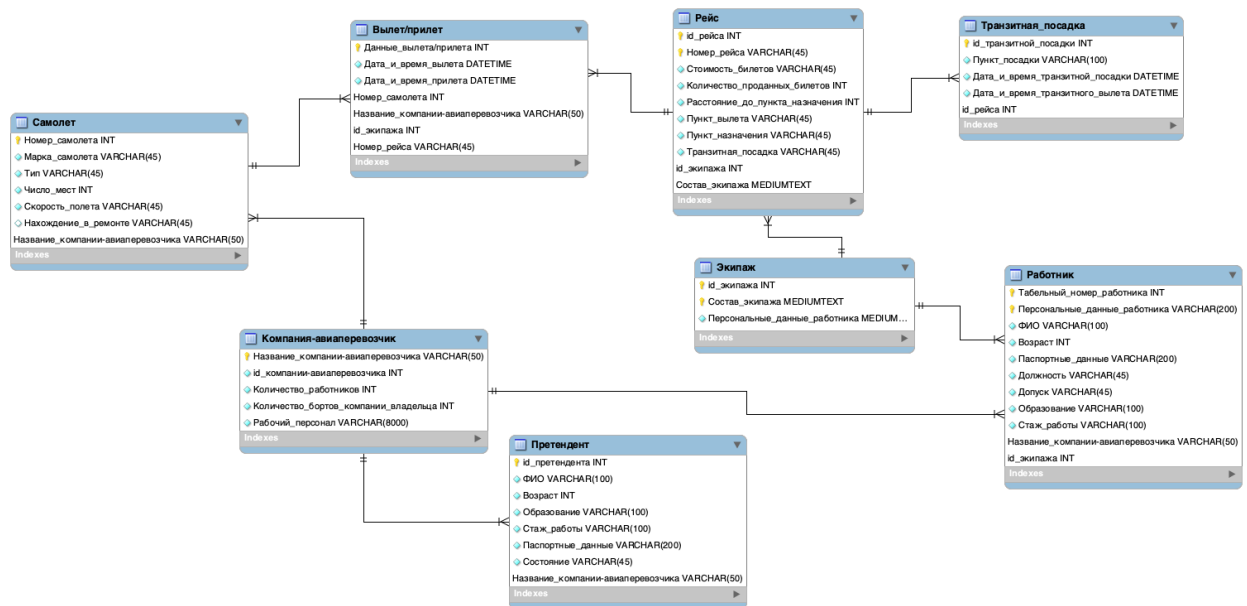 Вылет/прилет
Данные_вылета/прилета INT
Дата_и_время_вылета DATETIME
Дата_и_время_прилета DATETIME
Номер_самолета INT
Название_компании-авиаперевозчика VARCHAR(50)
id_экипажа INT
Номер_рейса VARCHAR(45)
Indexes
Рейс
id_рейса INT
Номер_рейса VARCHAR(45)
Стоимость_билетов VARCHAR(45)
Количество_проданных_билетов INT
Расстояние_до_пункта_назначения INT
Пункт_вылета VARCHAR(45)
Пункт_назначения VARCHAR(45)
Транзитная_посадка VARCHAR(45)
id_экипажа INT
Состав_экипажа MEDIUMTEXT
Indexes
Транзитная_посадка
id_транзитной_посадки INT
Пункт_посадки VARCHAR(100)
Дата_и_время_транзитной_посадки DATETIME
Дата_и_время_транзитного_вылета DATETIME
id_рейса INT
Indexes
Самолет
Номер_самолета INT
Марка_самолета VARCHAR(45)
Тип VARCHAR(45)
Число_мест INT
Скорость_полета VARCHAR(45)
Нахождение_в_ремонте VARCHAR(45)
Название_компании-авиаперевозчика VARCHAR(50)
Indexes
Экипаж
id_экипажа INT
Состав_экипажа MEDIUMTEXT
Персональные_данные_работника MEDIUM...
Indexes
Работник
Табельный_номер_работника INT
Персональные_данные_работника VARCHAR(200)
ФИО VARCHAR(100)
Возраст INT
Паспортные_данные VARCHAR(200)
Должность VARCHAR(45)
Допуск VARCHAR(45)
Образование VARCHAR(100)
Стаж_работы VARCHAR(100)
Название_компании-авиаперевозчика VARCHAR(50)
id_экипажа INT
Indexes
Компания-авиаперевозчик
Название_компании-авиаперевозчика VARCHAR(50)
id_компании-авиаперевозчика INT
Количество_работников INT
Количество_бортов_компании_владельца INT
Рабочий_персонал VARCHAR(8000)
Indexes
Претендент
id_претендента INT
ФИО VARCHAR(100)
Возраст INT
Образование VARCHAR(100)
Стаж_работы VARCHAR(100)
Паспортные_данные VARCHAR(200)
Состояние VARCHAR(45)
Название_компании-авиаперевозчика VARCHAR(50)
Indexes